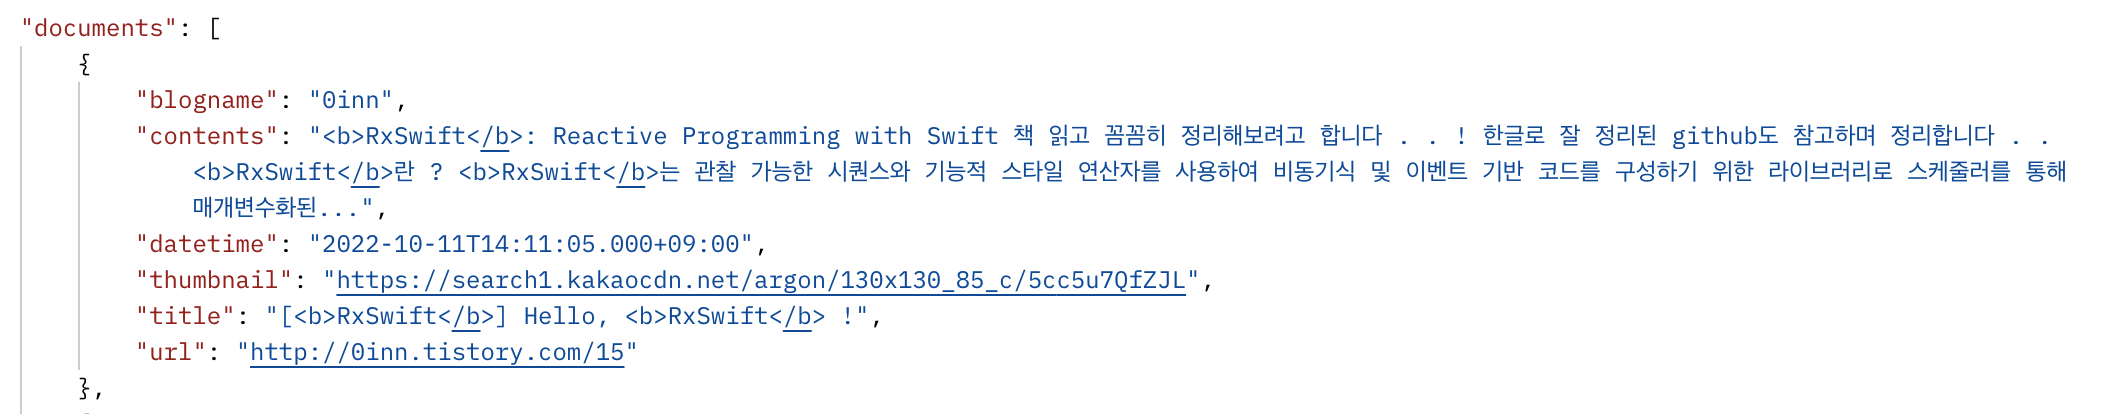 "documents": [
{
"blogname": "0inn",
"contents": "<b>RxSwift</b>: Reactive Programming with Swift 책 읽고 꼼꼼히 정리해보려고 합니다 . . ! 한글로 잘 정리된 github도 참고하며 정리합니다 . .
<b>RxSwift</b>란 ? <b>RxSwift</b>는 관찰 가능한 시퀀스와 기능적 스타일 연산자를 사용하여 비동기식 및 이벤트 기반 코드를 구성하기 위한 라이브러리로 스케줄러를 통해
매개변수화된...",
"datetime": "2022-10-11T14:11:05.000+09:00",
"thumbnail": "https://search1.kakaocdn.net/argon/130x130_85_c/5cc5u7QfZJL",
"title": "[<b>RxSwift</b>] Hello, <b>RxSwift</b> !",
"url": "http://0inn.tistory.com/15"
},